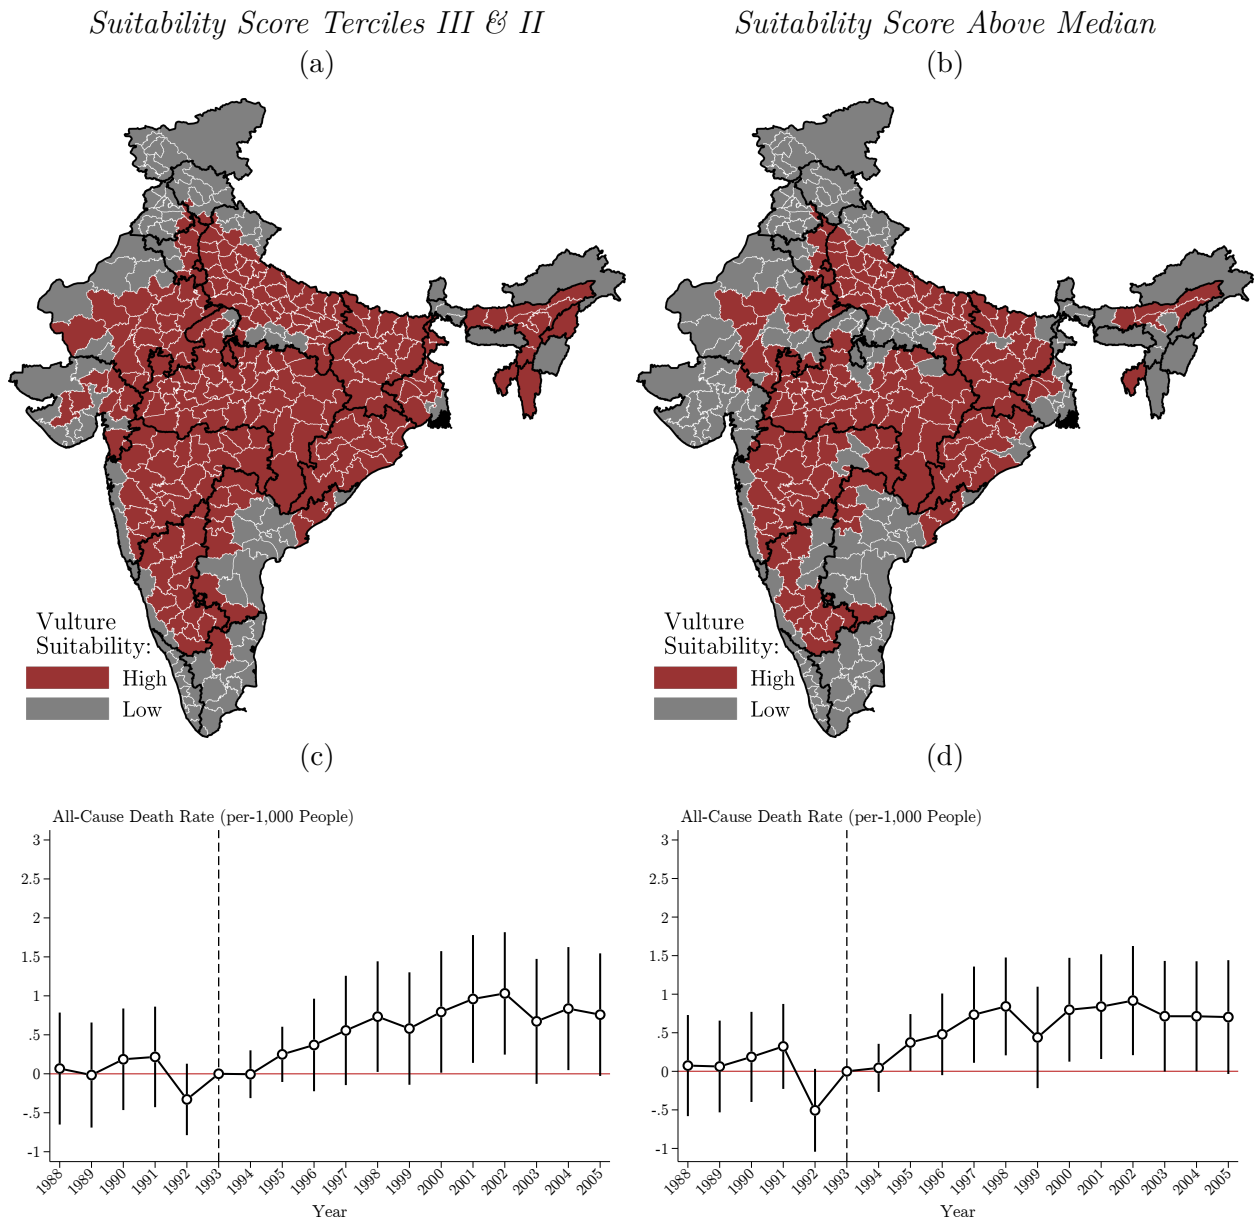 Suitability Score Terciles III & II
(a)
Vulture
Suitability:
High
Low
Suitability Score Above Median
(b)
Vulture
Suitability:
High
Low
(c)
All-Cause Death Rate (per-1,000 People)
3
2.5
2
1.5
1
.5
0
-.5
-1
1988 1989 1990 1991 1992 1993 1994 1995 1996 1997 1998 1999 2000 2001 2002 2003 2004 2005
Year
(d)
All-Cause Death Rate (per-1,000 People)
3
2.5
2
1.5
1
.5
0
-.5
-1
1988 1989 1990 1991 1992 1993 1994 1995 1996 1997 1998 1999 2000 2001 2002 2003 2004 2005
Year